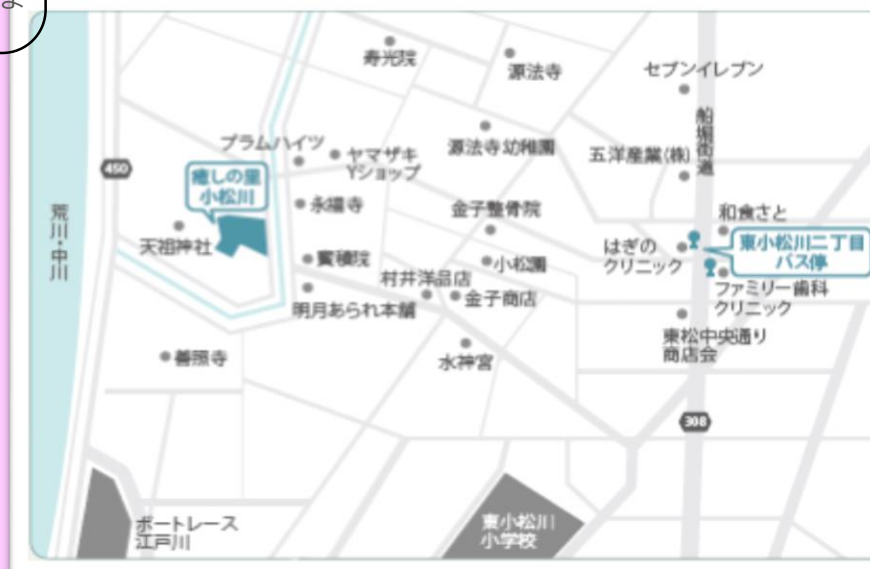 よ
寿光院
源法寺
セブンイレブン
船堀街道
プラムハイツ
ヤマザキ
Yショップ
源法寺幼稚園
五洋産業(株)
450
癒しの里
小松川
永福寺
金子整骨院
和食さと
荒川・中川
天祖神社
はぎの
クリニック
東小松川二丁目
バス停
寳積院
小松園
村井洋品店
ファミリー歯科
クリニック
明月あられ本舗
金子商店
東松中央通り
商店会
善照寺
水神宮
308
ボートレース
江戸川
東小松川
小学校